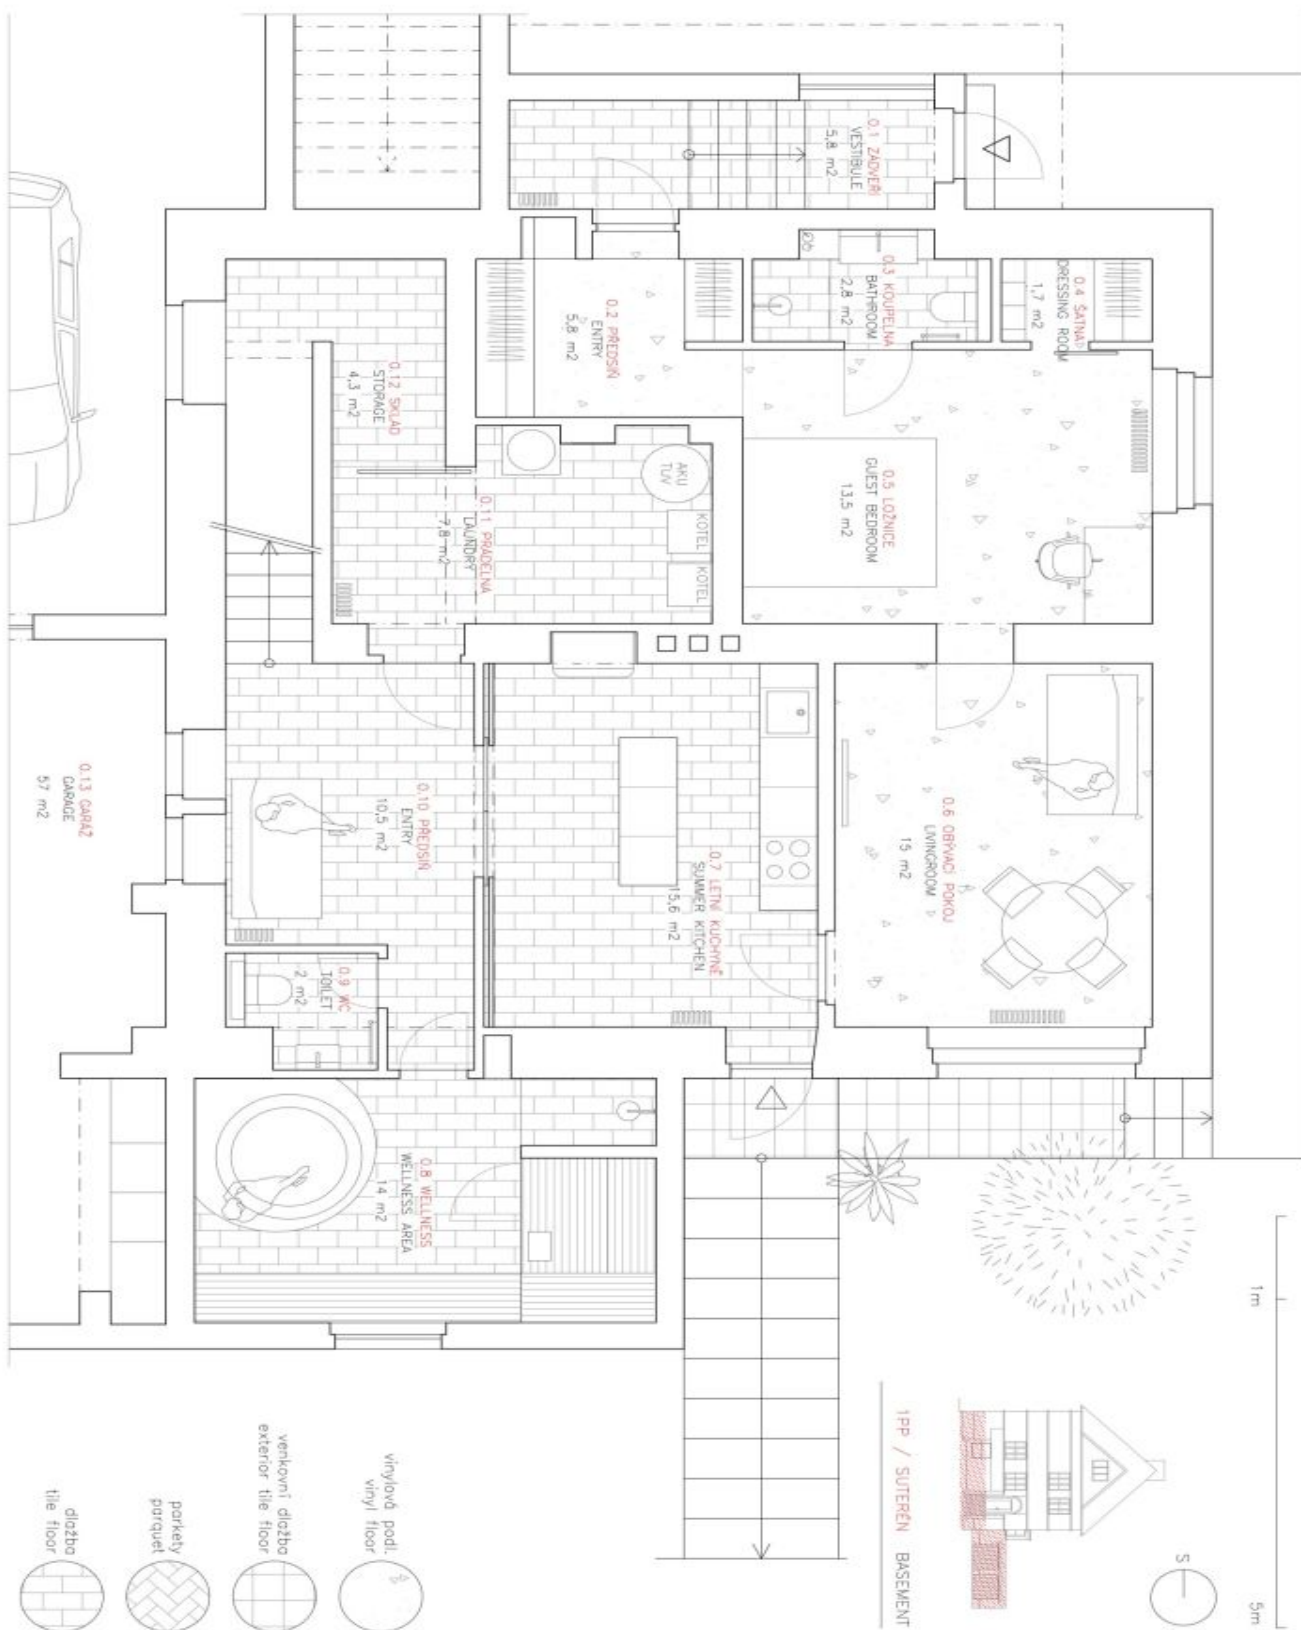 0.1 ZÁDVEŘÍ
VESTIBULE
5,8 m2
0.2 PŘEDSÍŇ
ENTRY
5,8 m2
0.3 KOUPELNA
BATHROOM
2,8 m2
0.4 ŠATNA
DRESSING ROOM
1,7 m2
0.5 LOŽNICE
GUEST BEDROOM
13,5 m2
0.6 OBÝVACÍ POKOJ
LIVINGROOM
15 m2
0.7 LETNÍ KUCHYNĚ
SUMMER KITCHEN
15,6 m2
0.8 WELLNESS
WELLNESS AREA
14 m2
0.9 WC
TOILET
2 m2
0.10 PŘEDSÍŇ
ENTRY
10,5 m2
0.11 PRÁDELNA
LAUNDRY
7,8 m2
0.12 SKLAD
STORAGE
4,3 m2
0.13 GARÁŽ
GARAGE
57 m2
AKU
TUV
KOTEL
KOTEL
1m
5m
S
1PP / SUTERÉN BASEMENT
vinylová podl.
vinyl floor
venkovní dlažba
exterior tile floor
parkety
parquet
dlažba
tile floor